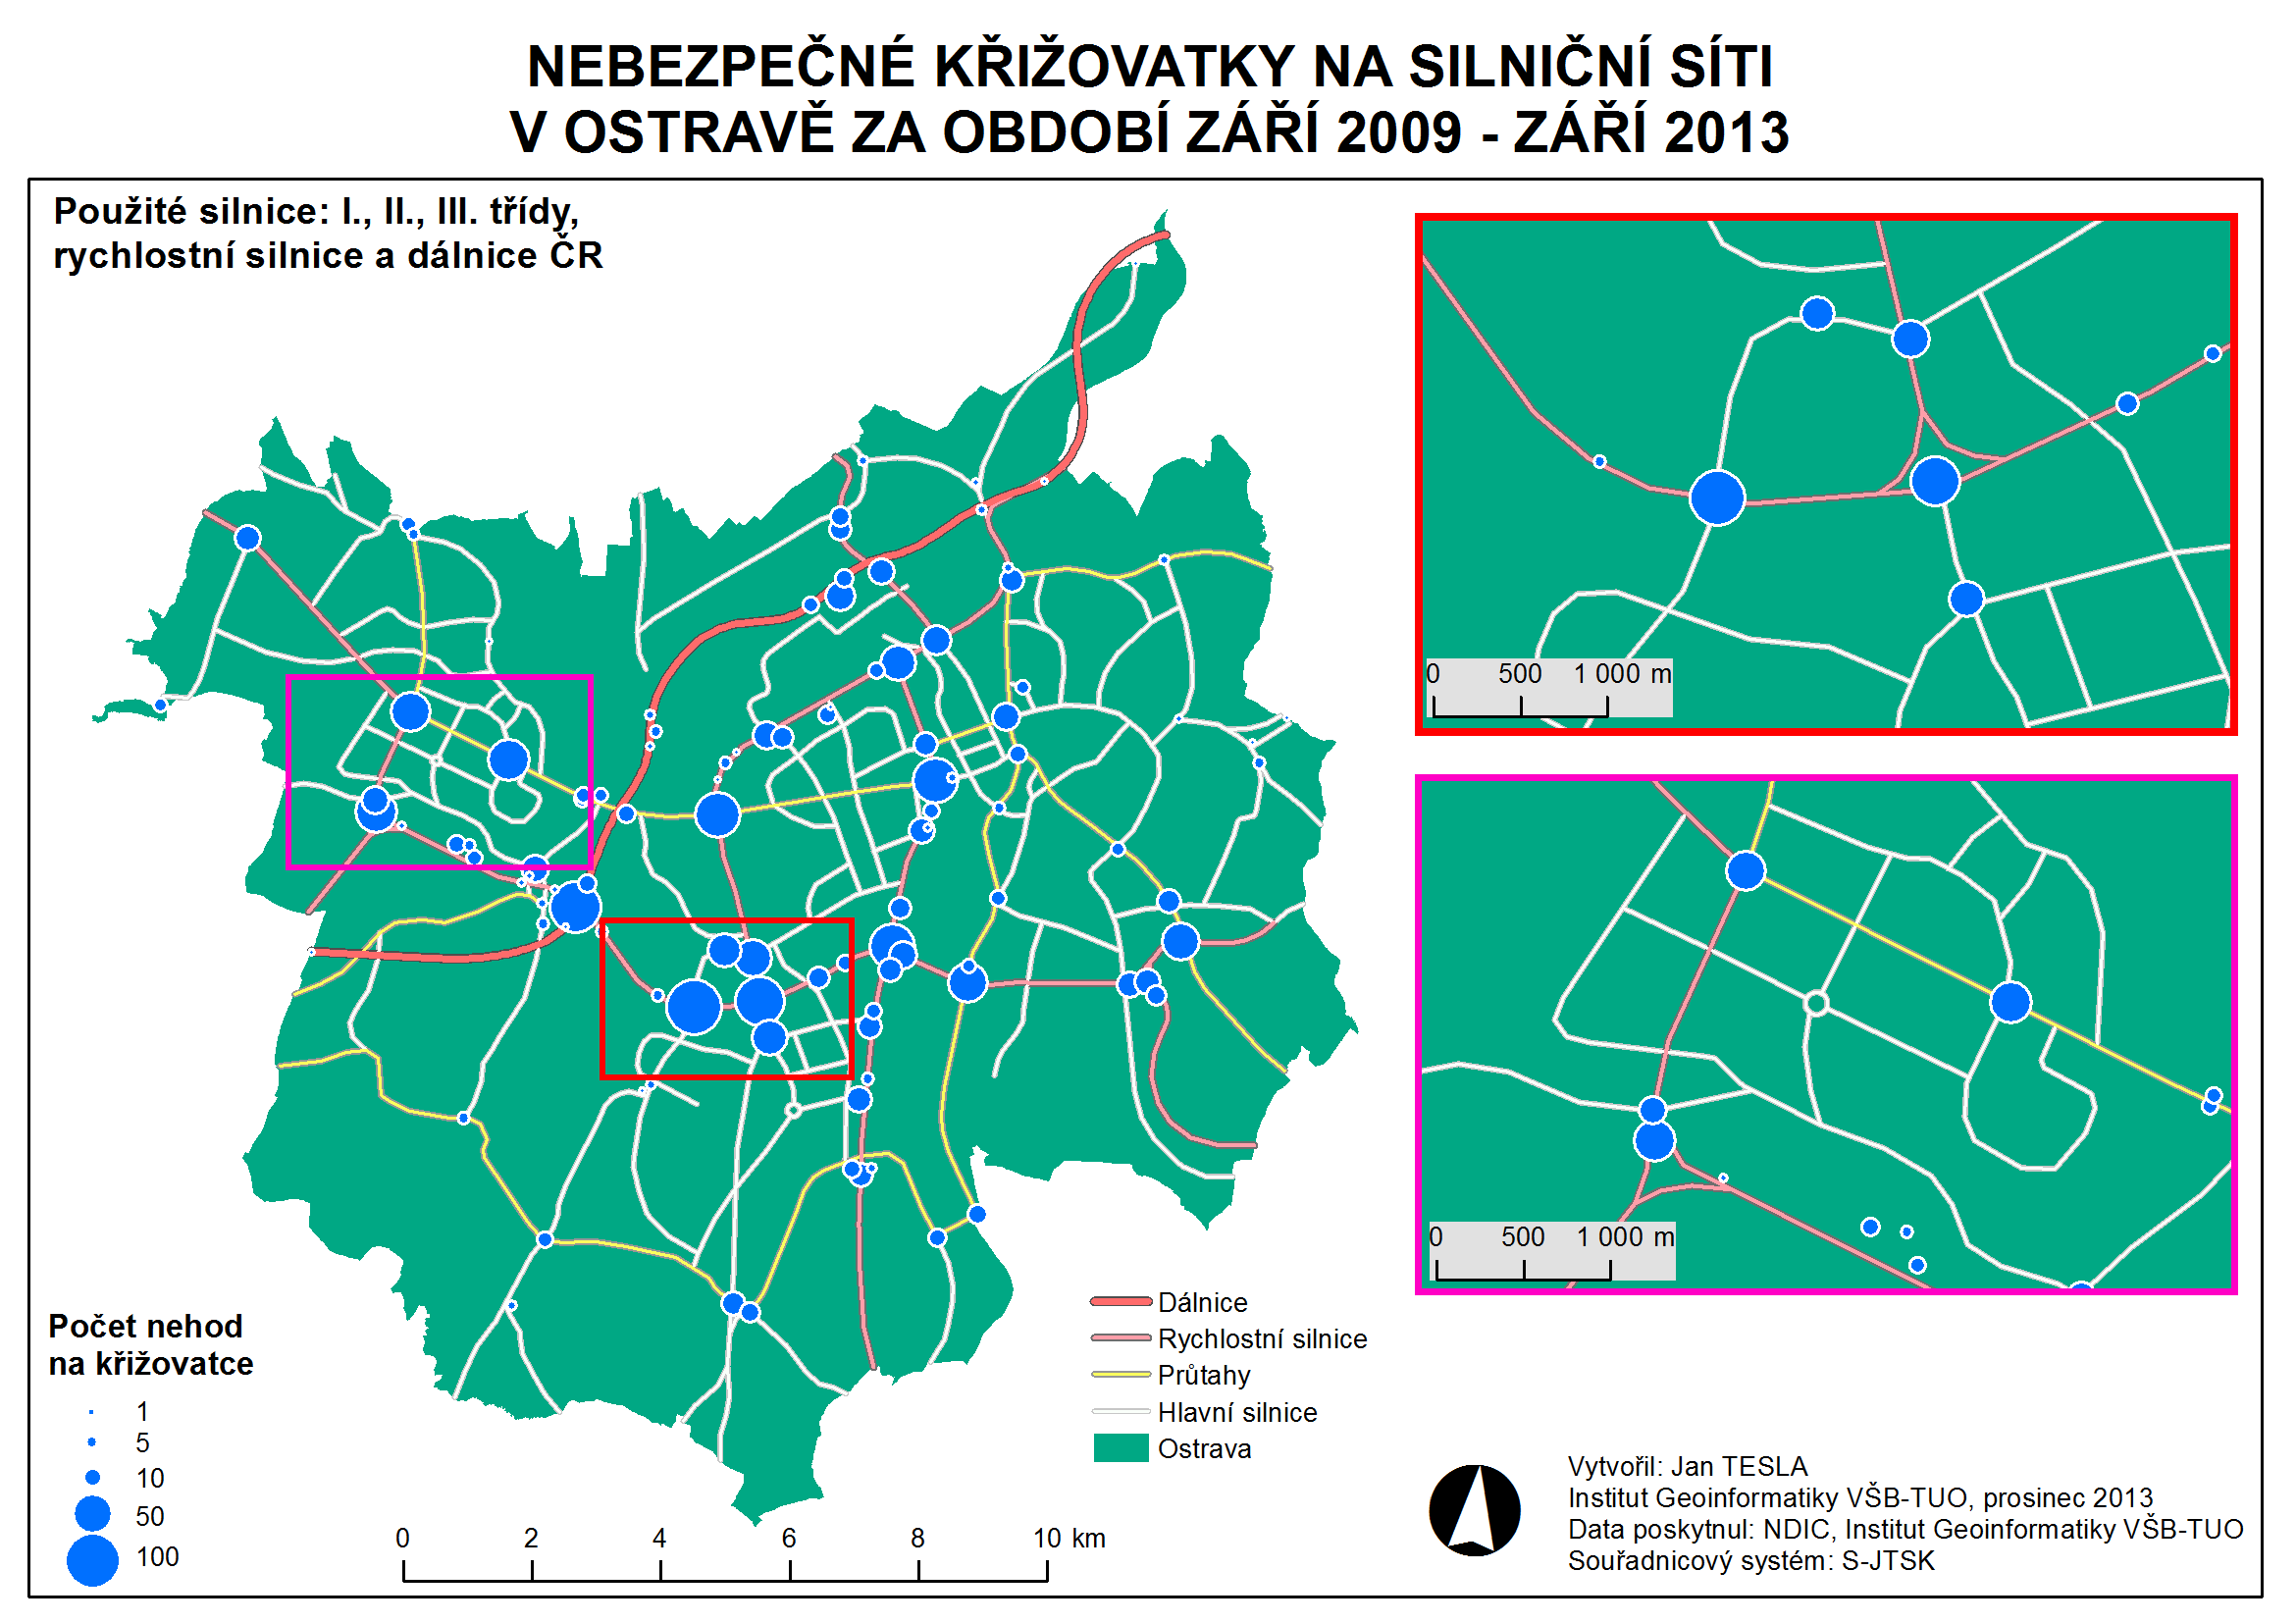 NEBEZPEČNÉ KŘIŽOVATKY NA SILNIČNÍ SÍTI
V OSTRAVĚ ZA OBDOBÍ ZÁŘÍ 2009 - ZÁŘÍ 2013
Použité silnice: I., II., III. třídy,
rychlostní silnice a dálnice ČR
0 500 1 000 m
0 500 1 000 m
Počet nehod
na křižovatce
1
5
10
50
100
0 2 4 6 8 10 km
Dálnice
Rychlostní silnice
Průtahy
Hlavní silnice
Ostrava
Vytvořil: Jan TESLA
Institut Geoinformatiky VŠB-TUO, prosinec 2013
Data poskytnul: NDIC, Institut Geoinformatiky VŠB-TUO
Souřadnicový systém: S-JTSK